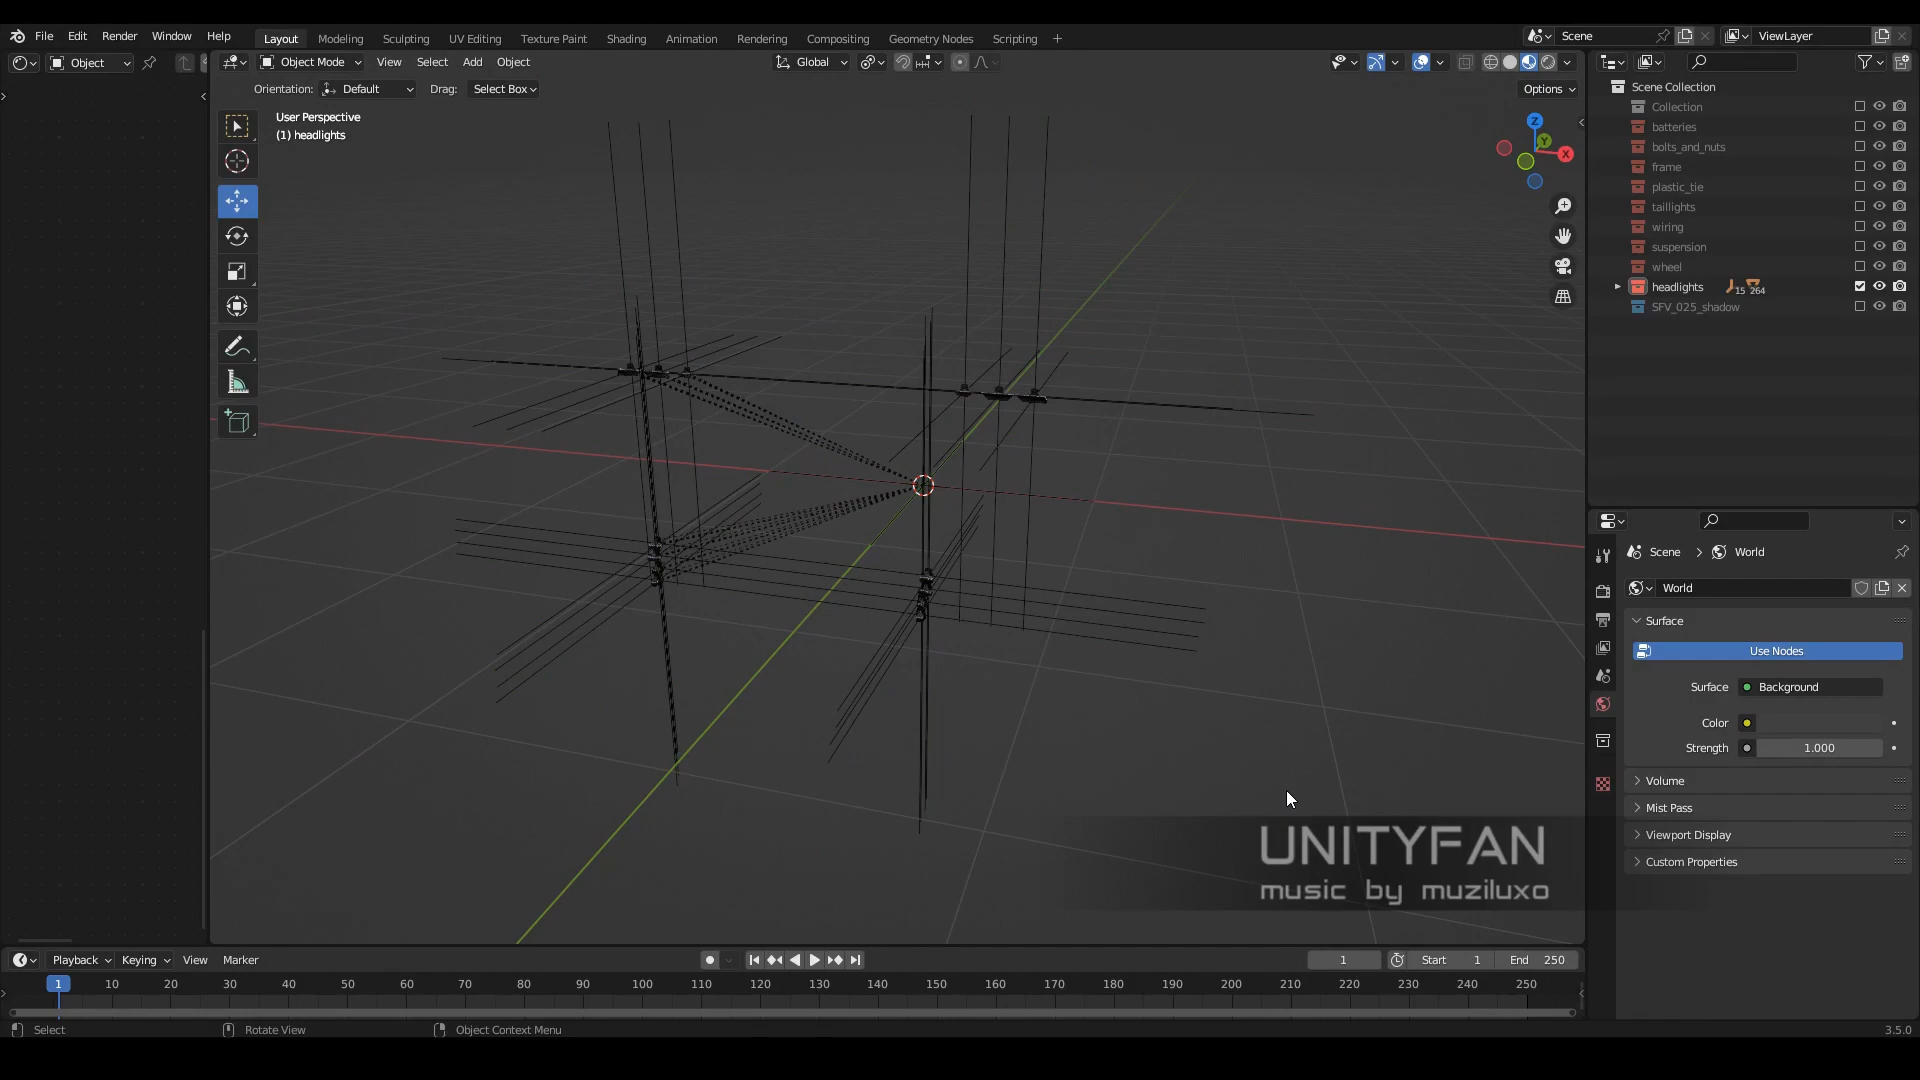 File Edit Render Window Help
Layout Modeling Sculpting UV Editing Texture Paint Shading Animation Rendering Compositing Geometry Nodes Scripting +
Scene
ViewLayer
Object
Object Mode View Select Add Object
Global
Orientation: Default Drag: Select Box
Options
User Perspective
(1) headlights
Z
Y
X
Scene Collection
Collection
batteries
bolts_and_nuts
frame
plastic_tie
taillights
wiring
suspension
wheel
headlights 15 264
SFV_025_shadow
Scene > World
World
Surface
Use Nodes
Surface Background
Color
Strength 1.000
Volume
Mist Pass
Viewport Display
Custom Properties
UNITYFAN
music by muziluxo
Playback Keying View Marker
1 Start 1 End 250
1 10 20 30 40 50 60 70 80 90 100 110 120 130 140 150 160 170 180 190 200 210 220 230 240 250
Select Rotate View Object Context Menu 3.5.0